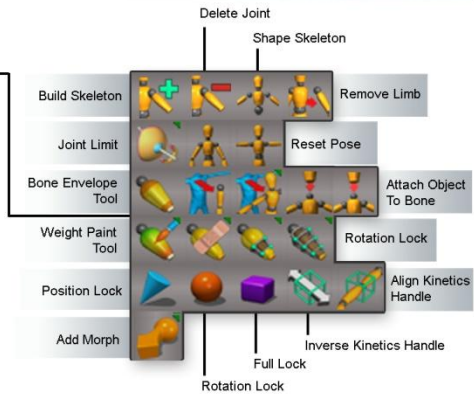 Delete Joint
Shape Skeleton
Build Skeleton
Remove Limb
Joint Limit
Reset Pose
Bone Envelope
Tool
Attach Object
To Bone
Weight Paint
Tool
Rotation Lock
Position Lock
Align Kinetics
Handle
Add Morph
Inverse Kinetics Handle
Full Lock
Rotation Lock